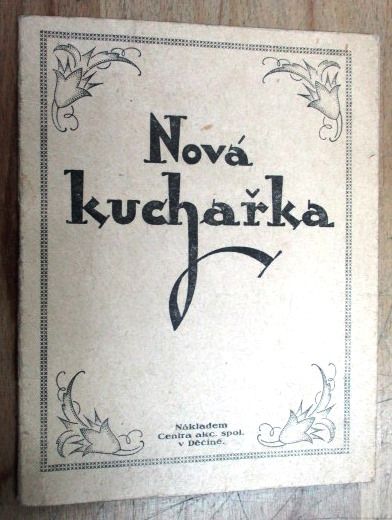 Nová
kuchařka
Nákladem
Centra akc. spol.
v Děčíně.